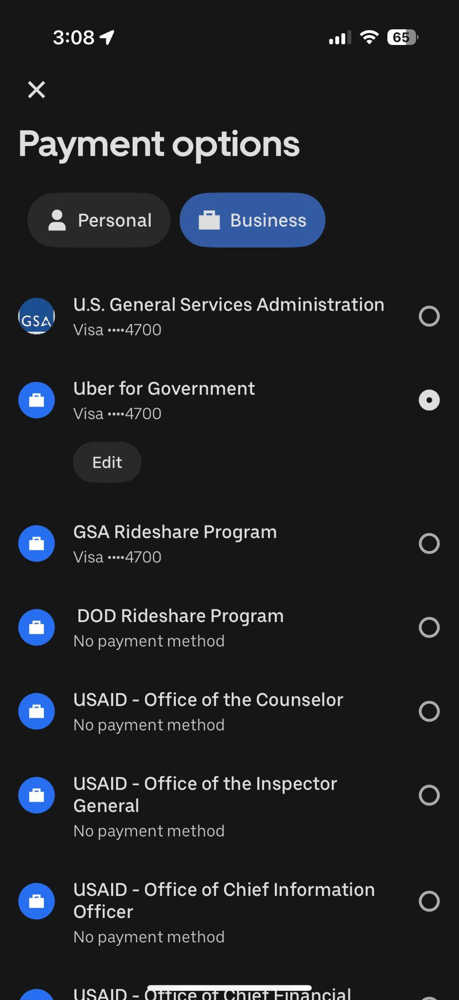 3:08
65
Payment options
Personal
Business
U.S. General Services Administration
GSA
Visa ••••4700
Uber for Government
Visa ••••4700
Edit
GSA Rideshare Program
Visa ••••4700
DOD Rideshare Program
No payment method
USAID - Office of the Counselor
No payment method
USAID - Office of the Inspector
General
No payment method
USAID - Office of Chief Information
Officer
No payment method
USAID - Office of Chief Financial